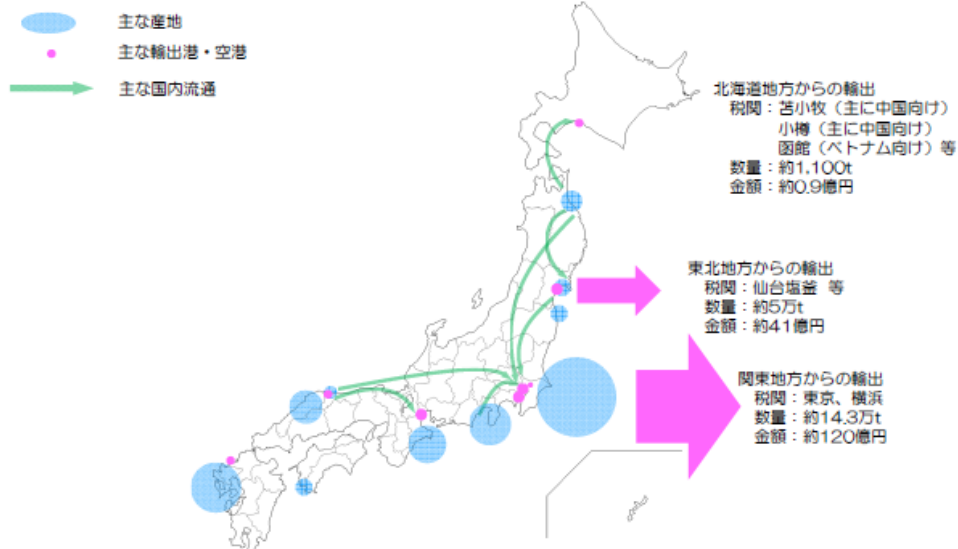 主な産地
主な輸出港・空港
主な国内流通
北海道地方からの輸出
税関：苫小牧（主に中国向け）
小樽（主に中国向け）
函館（ベトナム向け）等
数量：約1,100t
金額：約0.9億円
東北地方からの輸出
税関：仙台塩釜 等
数量：約5万t
金額：約41億円
関東地方からの輸出
税関：東京、横浜
数量：約14.3万t
金額：約120億円